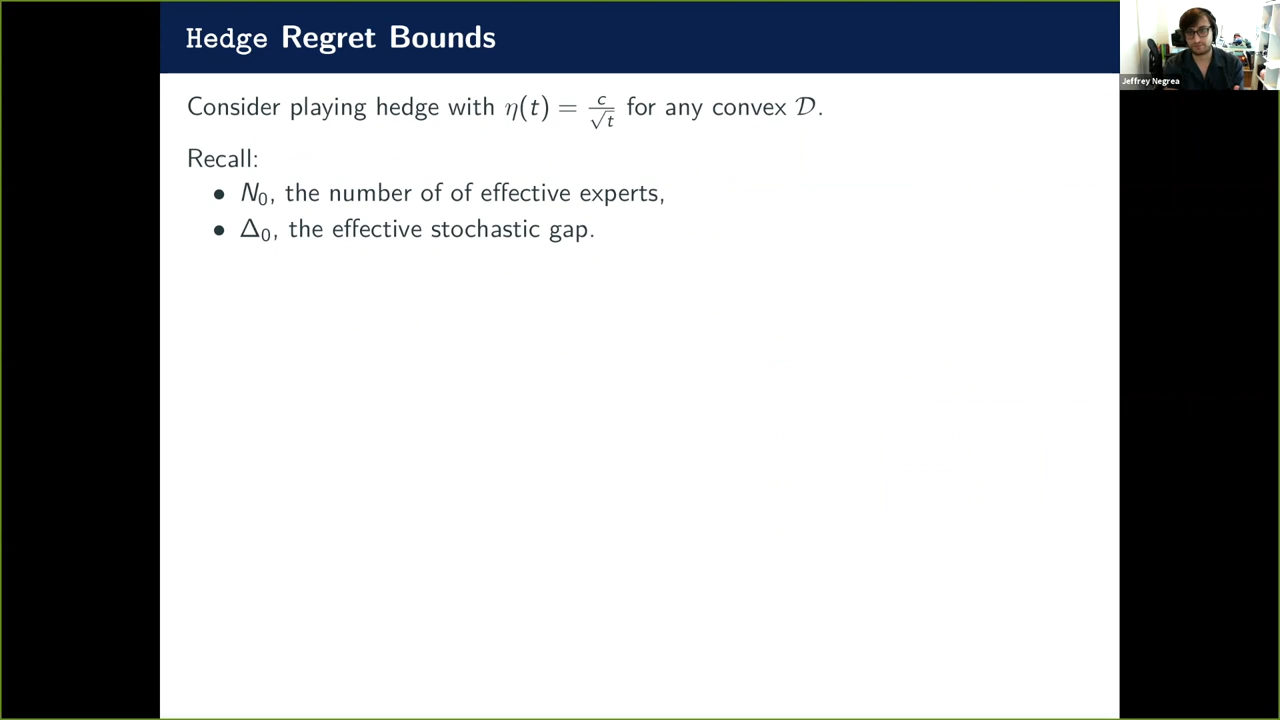 Hedge Regret Bounds
Jeffrey Negrea
Consider playing hedge with η(t) = c/√t for any convex 𝒟.
Recall:
• N₀, the number of of effective experts,
• Δ₀, the effective stochastic gap.